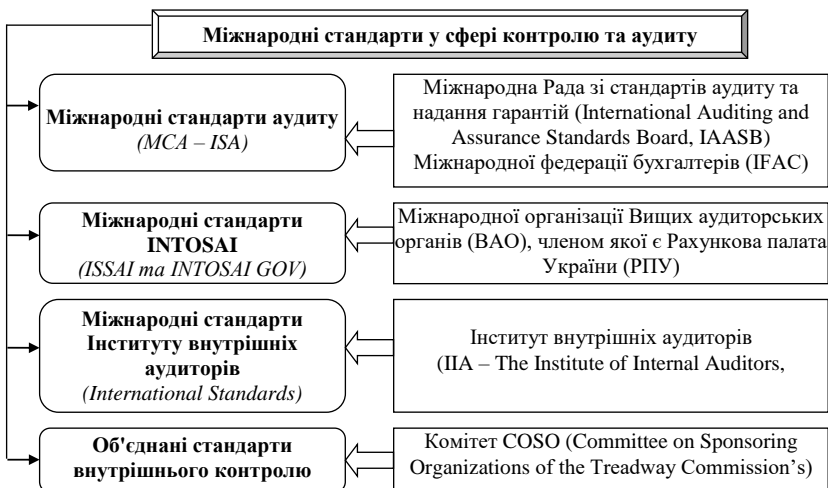 Міжнародні стандарти у сфері контролю та аудиту
Міжнародні стандарти аудиту
(МСА – ISA)
Міжнародна Рада зі стандартів аудиту та
надання гарантій (International Auditing and
Assurance Standards Board, IAASB)
Міжнародної федерації бухгалтерів (IFAC)
Міжнародні стандарти
INTOSAI
(ISSAI та INTOSAI GOV)
Міжнародної організації Вищих аудиторських
органів (ВАО), членом якої є Рахункова палата
України (РПУ)
Міжнародні стандарти
Інституту внутрішніх
аудиторів
(International Standards)
Інститут внутрішніх аудиторів
(IIA – The Institute of Internal Auditors,
Об'єднані стандарти
внутрішнього контролю
Комітет COSO (Committee on Sponsoring
Organizations of the Treadway Commission’s)